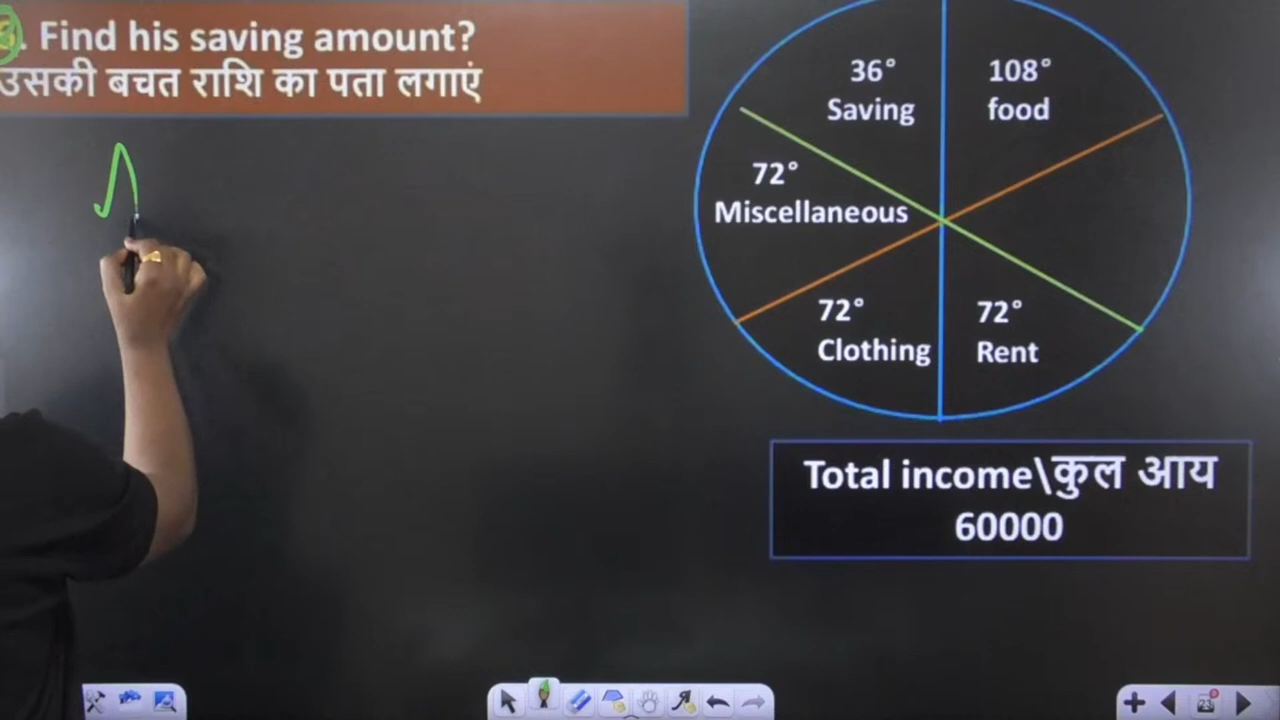 . Find his saving amount?
उसकी बचत राशि का पता लगाएं
36°
Saving
108°
food
72°
Miscellaneous
72°
Clothing
72°
Rent
Total income\कुल आय
60000
23